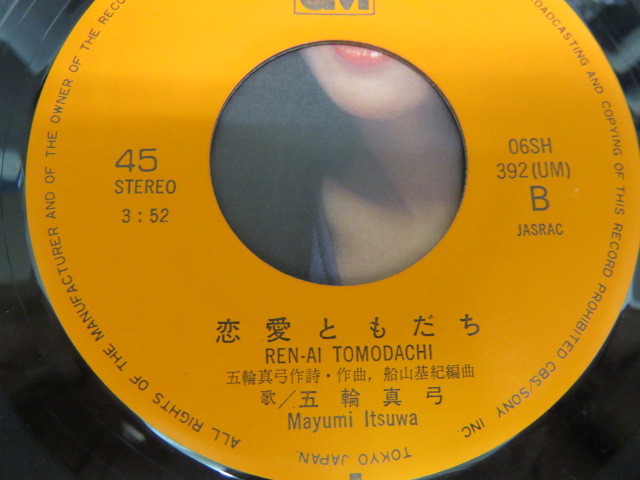 UM
45
STEREO
3:52
06SH
392(UM)
B
JASRAC
恋愛ともだち
REN-AI TOMODACHI
五輪真弓作詩・作曲, 船山基紀編曲
歌/五輪真弓
Mayumi Itsuwa
ALL RIGHTS OF THE MANUFACTURER AND OF THE OWNER OF THE RECOR
BROADCASTING AND COPYING OF THIS RECORD PROHIBITED CBS/SONY INC.
TOKYO JAPAN.